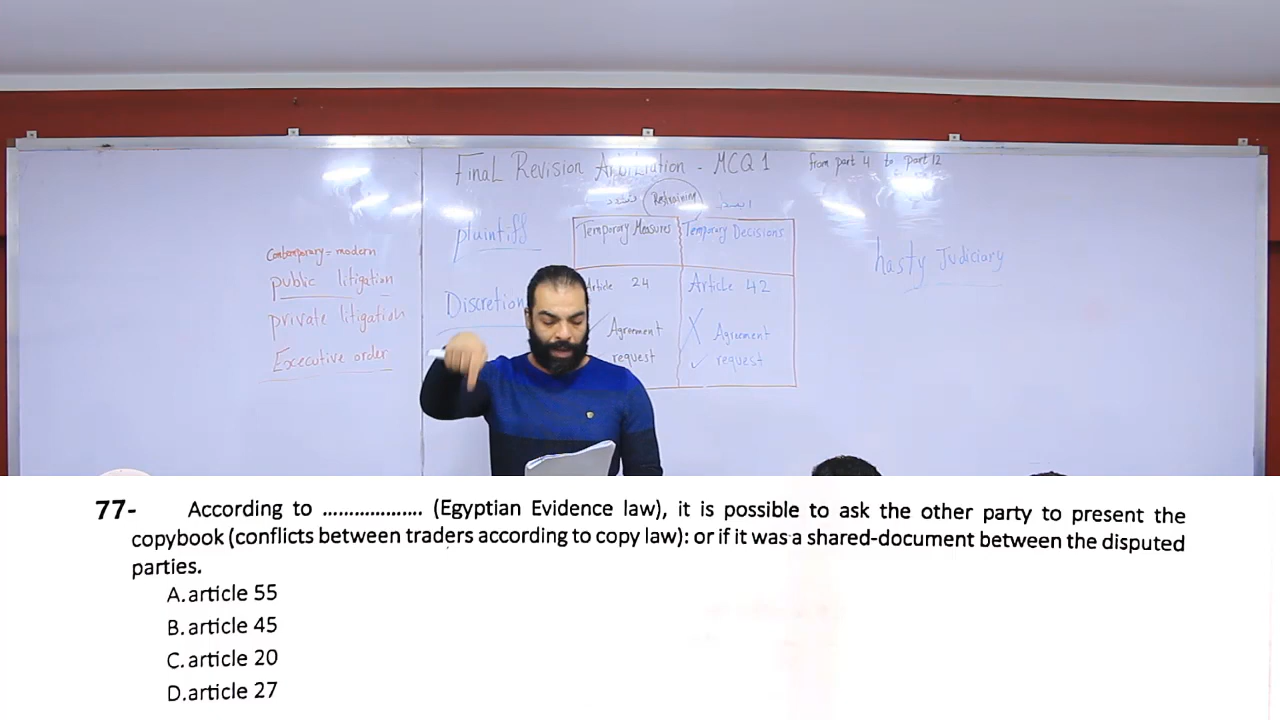 Final Revision Arbitration - MCQ 1
from part 4 to part 12
Restraining
plaintiff
Temporary Measures
Temporary Decisions
hasty Judiciary
Contemporary = modern
public litigation
private litigation
Executive order
Discretion
Article 24
Article 42
Agreement
X Agreement
request
✓ request
77- According to ................... (Egyptian Evidence law), it is possible to ask the other party to present the
copybook (conflicts between traders according to copy law): or if it was a shared-document between the disputed
parties.
A.article 55
B.article 45
C.article 20
D.article 27